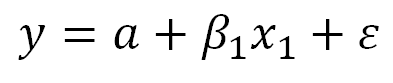 y = a + β₁x₁ + ε